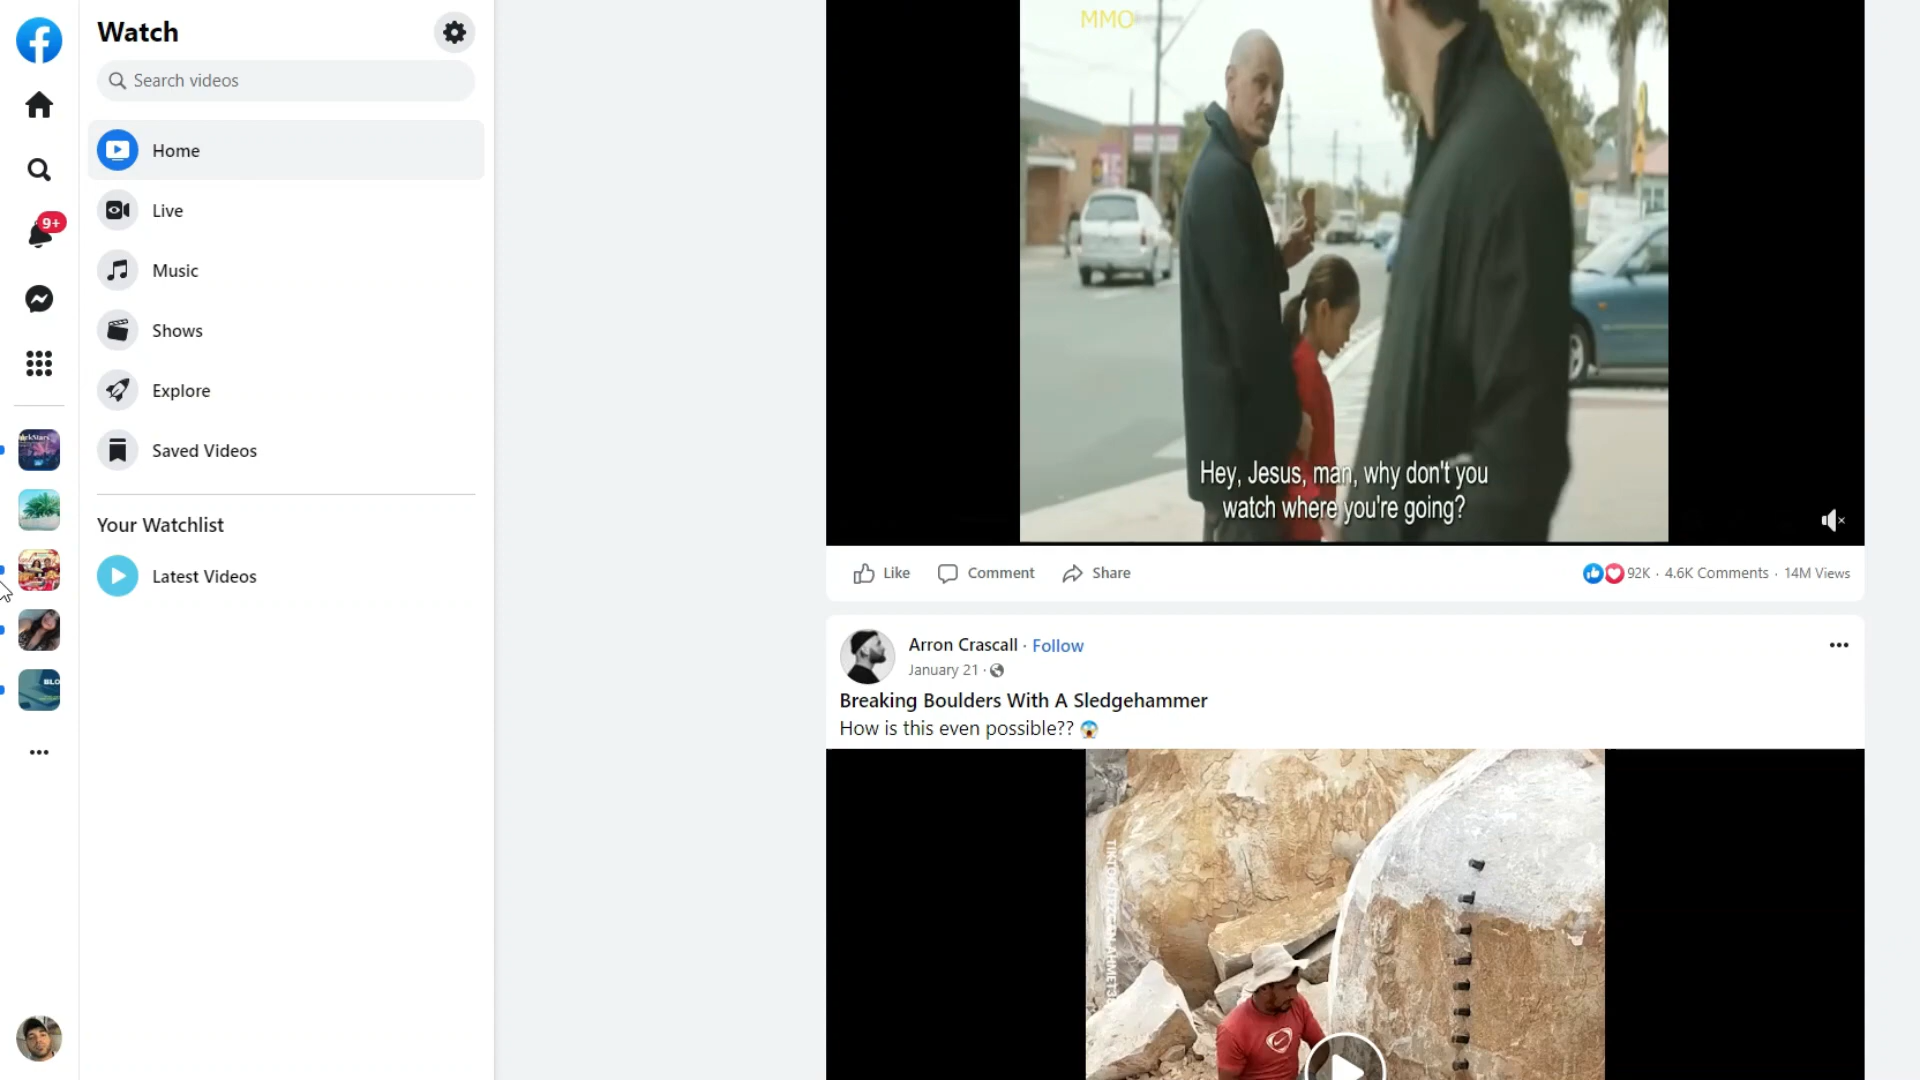 Watch
Search videos
Home
Live
9+
Music
Shows
Explore
Saved Videos
Your Watchlist
Latest Videos
MMO
Hey, Jesus, man, why don't you
watch where you're going?
Like
Comment
Share
92K · 4.6K Comments · 14M Views
Arron Crascall · Follow
January 21 ·
Breaking Boulders With A Sledgehammer
How is this even possible?? 😱